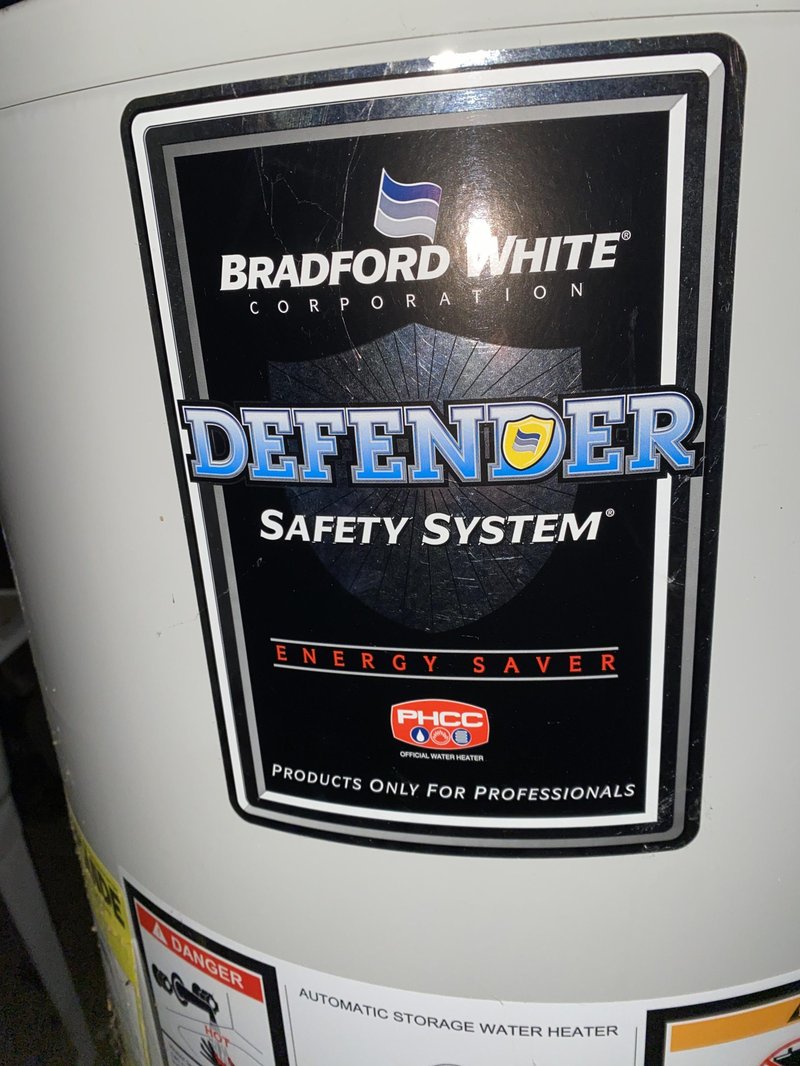 BRADFORD WHITE®
CORPORATION
DEFENDER
SAFETY SYSTEM®
ENERGY SAVER
PHCC
OFFICIAL WATER HEATER
PRODUCTS ONLY FOR PROFESSIONALS
DANGER
HOT
AUTOMATIC STORAGE WATER HEATER